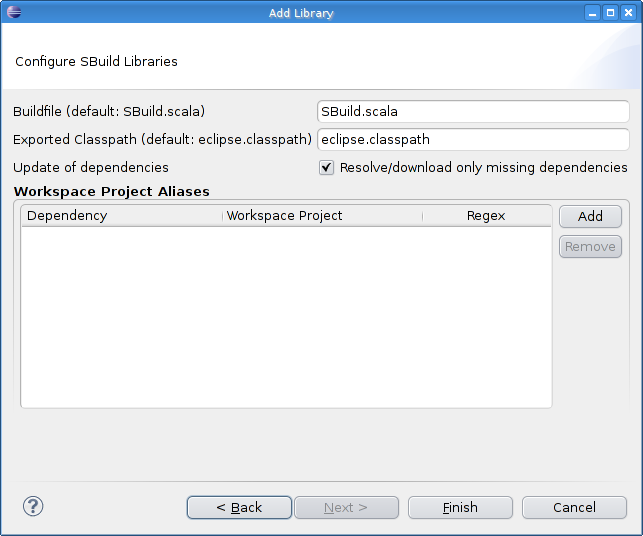 Add Library
Configure SBuild Libraries
Buildfile (default: SBuild.scala) SBuild.scala
Exported Classpath (default: eclipse.classpath) eclipse.classpath
Update of dependencies Resolve/download only missing dependencies
Workspace Project Aliases
Dependency Workspace Project Regex Add
Remove
? < Back Next > Finish Cancel